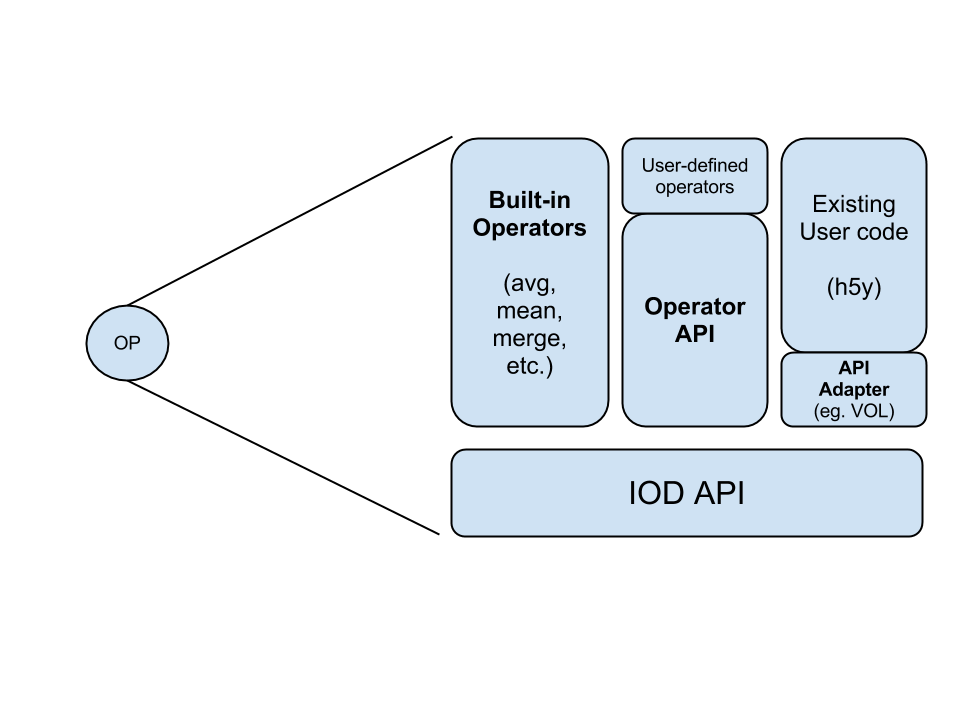 OP
Built-in
Operators
(avg,
mean,
merge,
etc.)
User-defined
operators
Operator
API
Existing
User code
(h5y)
API
Adapter
(eg. VOL)
IOD API